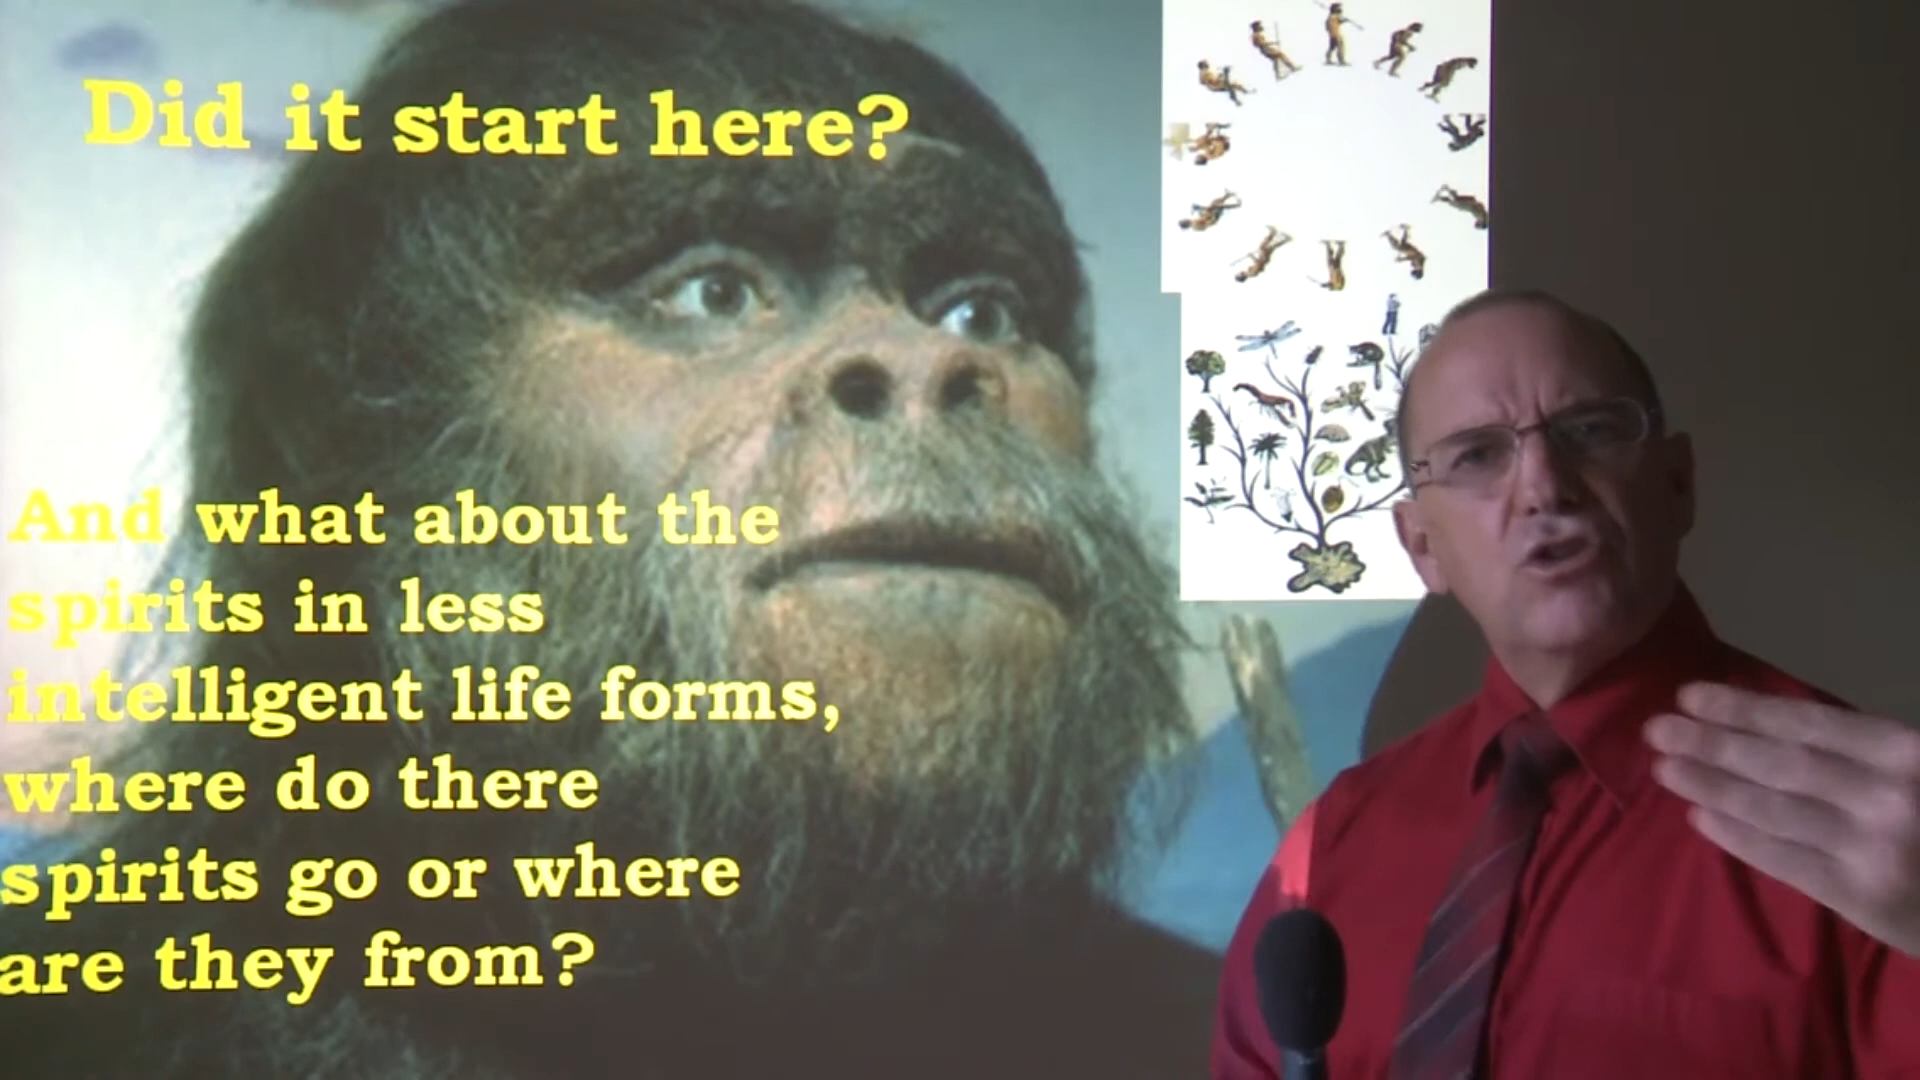 Did it start here?
And what about the
spirits in less
intelligent life forms,
where do there
spirits go or where
are they from?